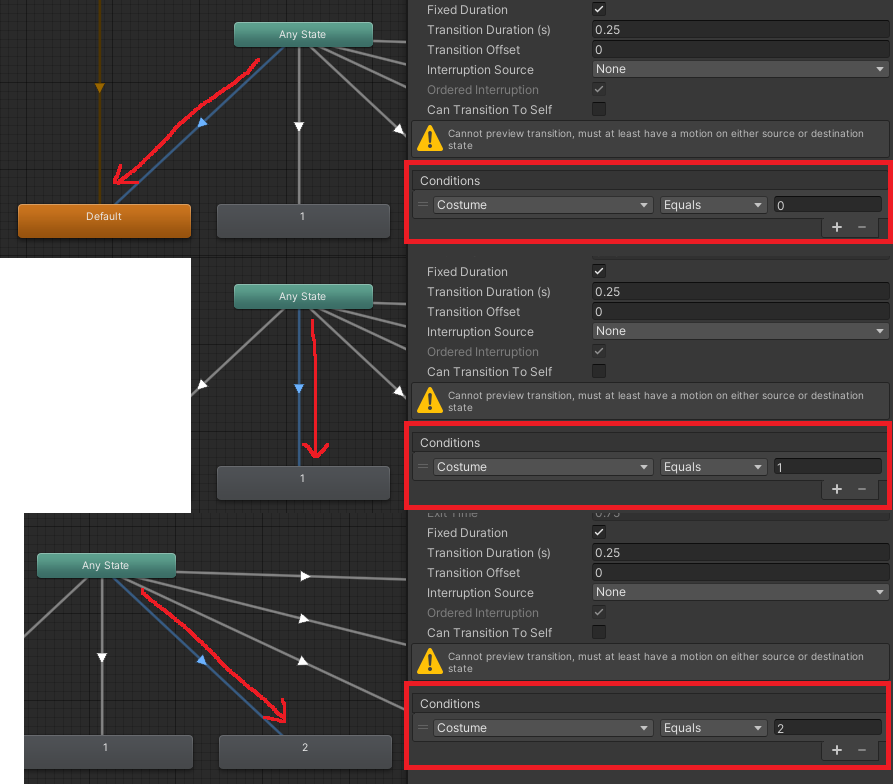 Any State
Default
1
Fixed Duration
Transition Duration (s) 0.25
Transition Offset 0
Interruption Source None
Ordered Interruption
Can Transition To Self
Cannot preview transition, must at least have a motion on either source or destination
state
Conditions
Costume Equals 0
+ −
Any State
1
Fixed Duration
Transition Duration (s) 0.25
Transition Offset 0
Interruption Source None
Ordered Interruption
Can Transition To Self
Cannot preview transition, must at least have a motion on either source or destination
state
Conditions
Costume Equals 1
+ −
Any State
1
2
Exit Time 0.75
Fixed Duration
Transition Duration (s) 0.25
Transition Offset 0
Interruption Source None
Ordered Interruption
Can Transition To Self
Cannot preview transition, must at least have a motion on either source or destination
state
Conditions
Costume Equals 2
+ −